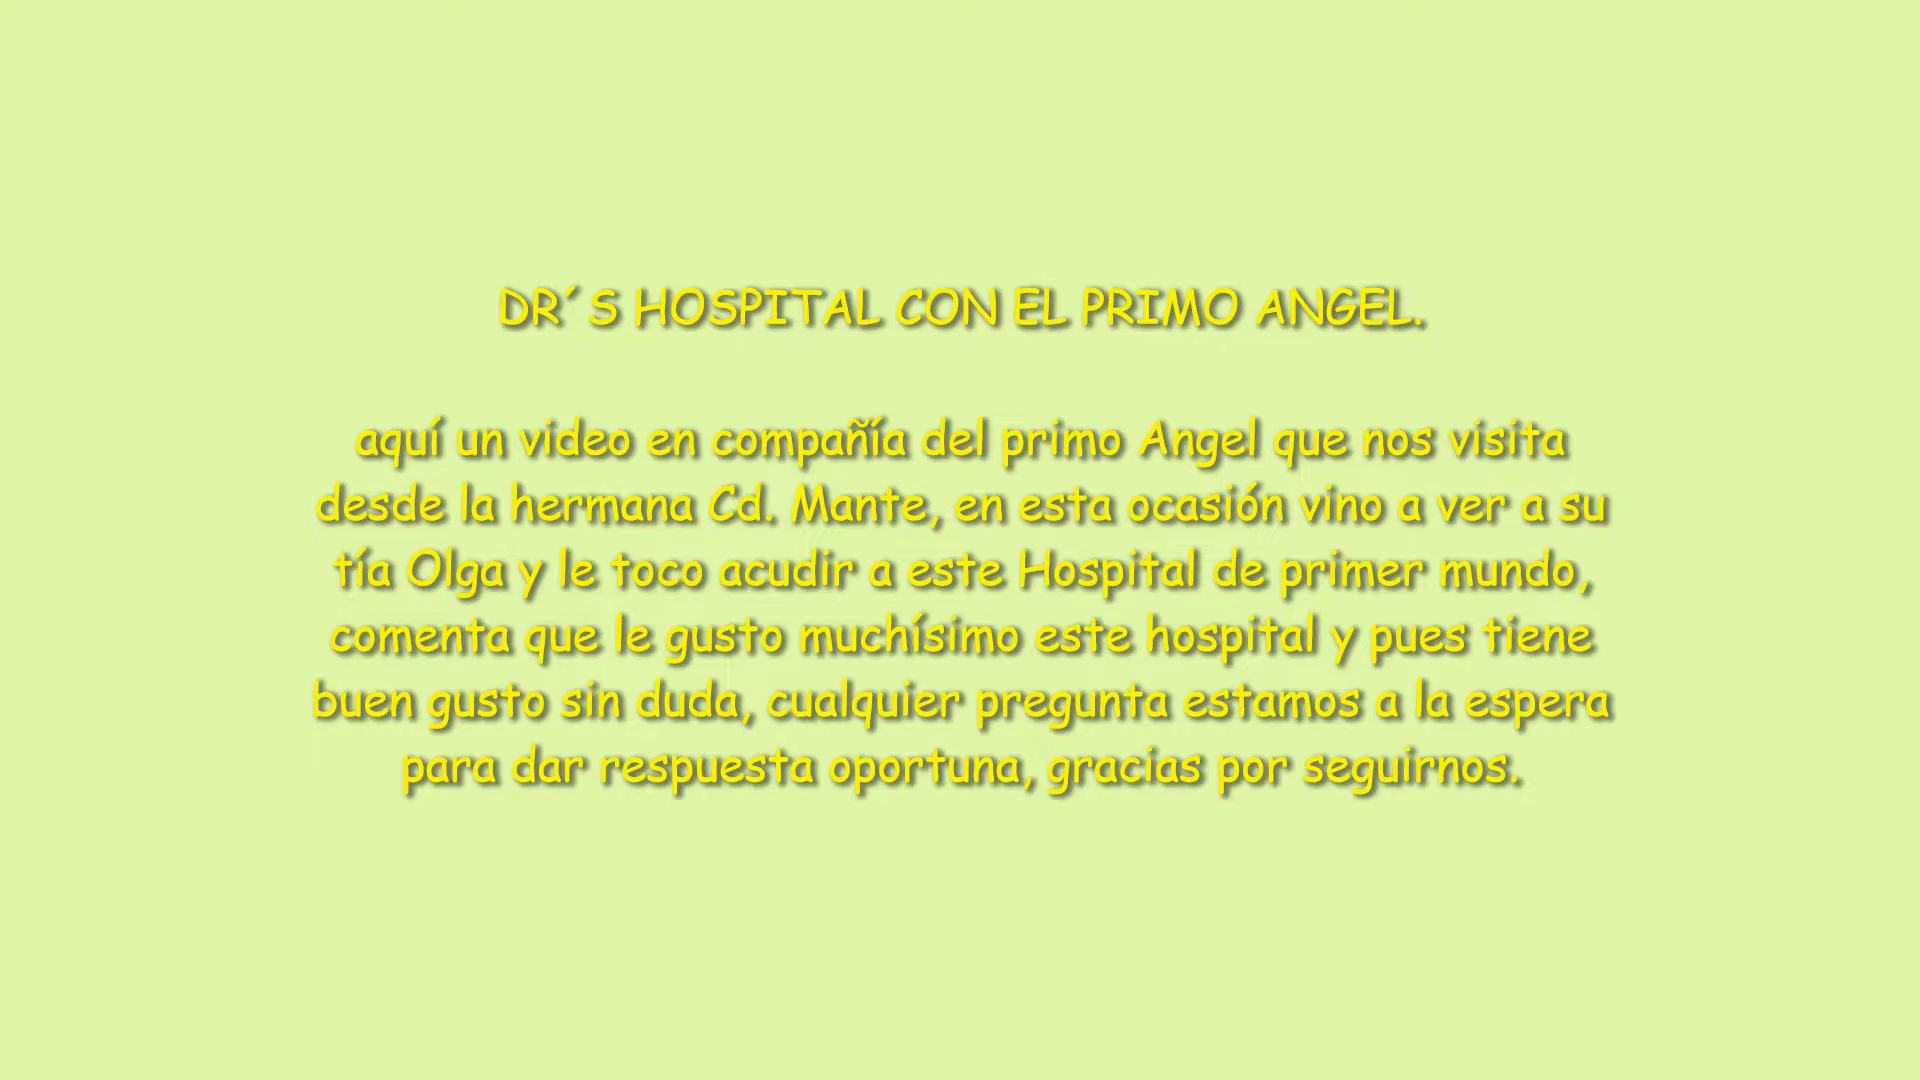 DR´S HOSPITAL CON EL PRIMO ANGEL.
aquí un video en compañía del primo Angel que nos visita
desde la hermana Cd. Mante, en esta ocasión vino a ver a su
tía Olga y le toco acudir a este Hospital de primer mundo,
comenta que le gusto muchísimo este hospital y pues tiene
buen gusto sin duda, cualquier pregunta estamos a la espera
para dar respuesta oportuna, gracias por seguirnos.